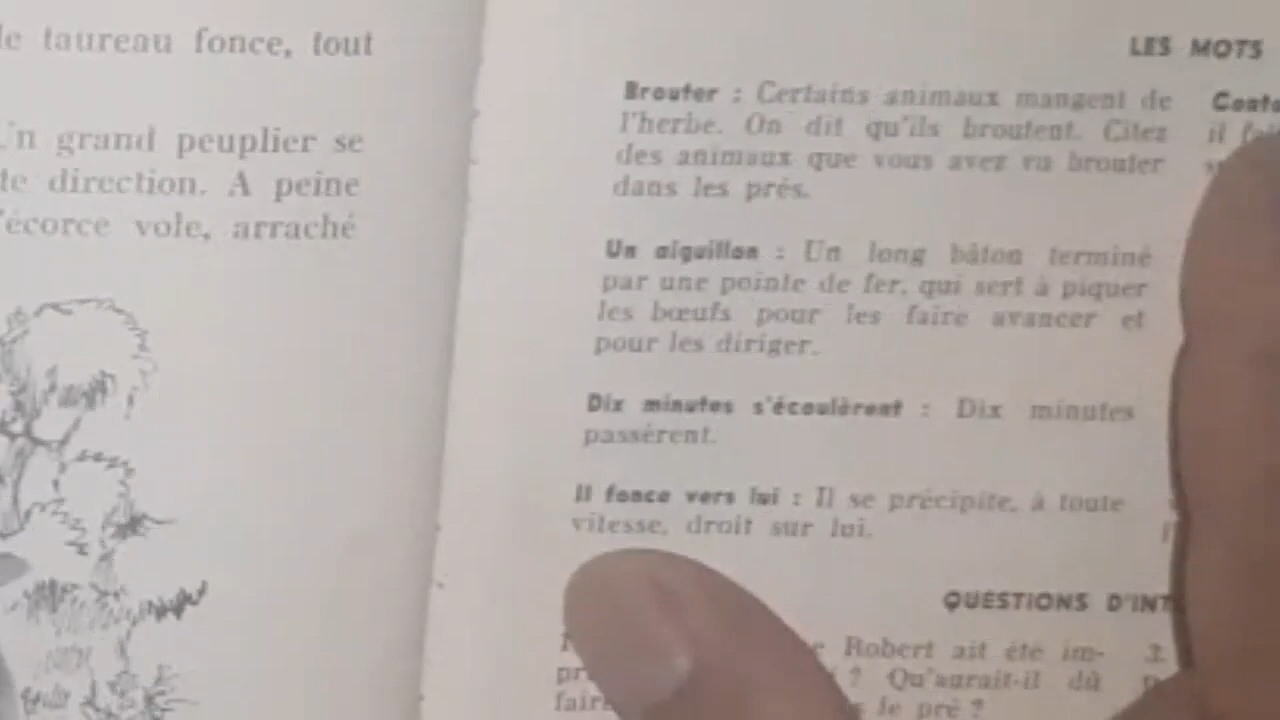 le taureau fonce, tout
Un grand peuplier se
te direction. A peine
l'écorce vole, arraché
LES MOTS
Brouter : Certains animaux mangent de
l'herbe. On dit qu'ils broutent. Citez
des animaux que vous avez vu brouter
dans les prés.
Un aiguillon : Un long bâton terminé
par une pointe de fer, qui sert à piquer
les bœufs pour les faire avancer et
pour les diriger.
Dix minutes s'écoulèrent : Dix minutes
passèrent.
Il fonce vers lui : Il se précipite, à toute
vitesse, droit sur lui.
il
QUESTIONS D'INT
Robert ait été im-
? Qu'aurait-il dû
faire
le pré ?